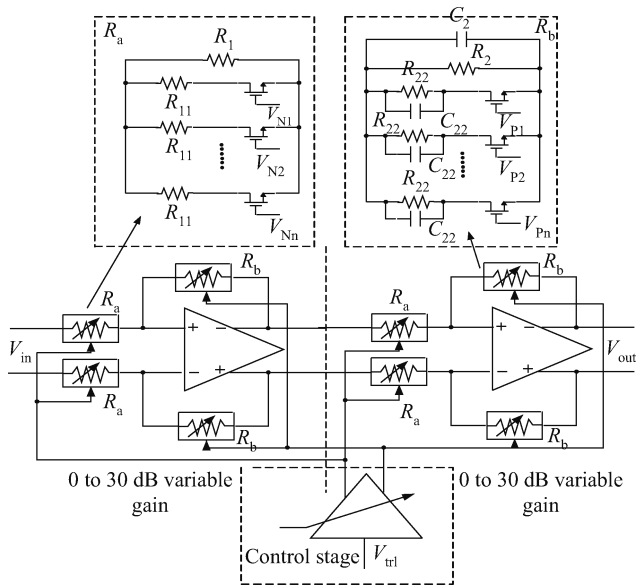 Ra
R1
R11
VN1
R11
VN2
R11
VNn
Rb
C2
R2
R22
VP1
R22
C22
C22
VP2
R22
C22
VPn
Rb
Ra
Vin
Ra
Rb
Rb
Ra
Vout
Ra
Rb
+ −
− +
+ −
− +
0 to 30 dB variable
gain
0 to 30 dB variable
gain
Control stage
Vtrl